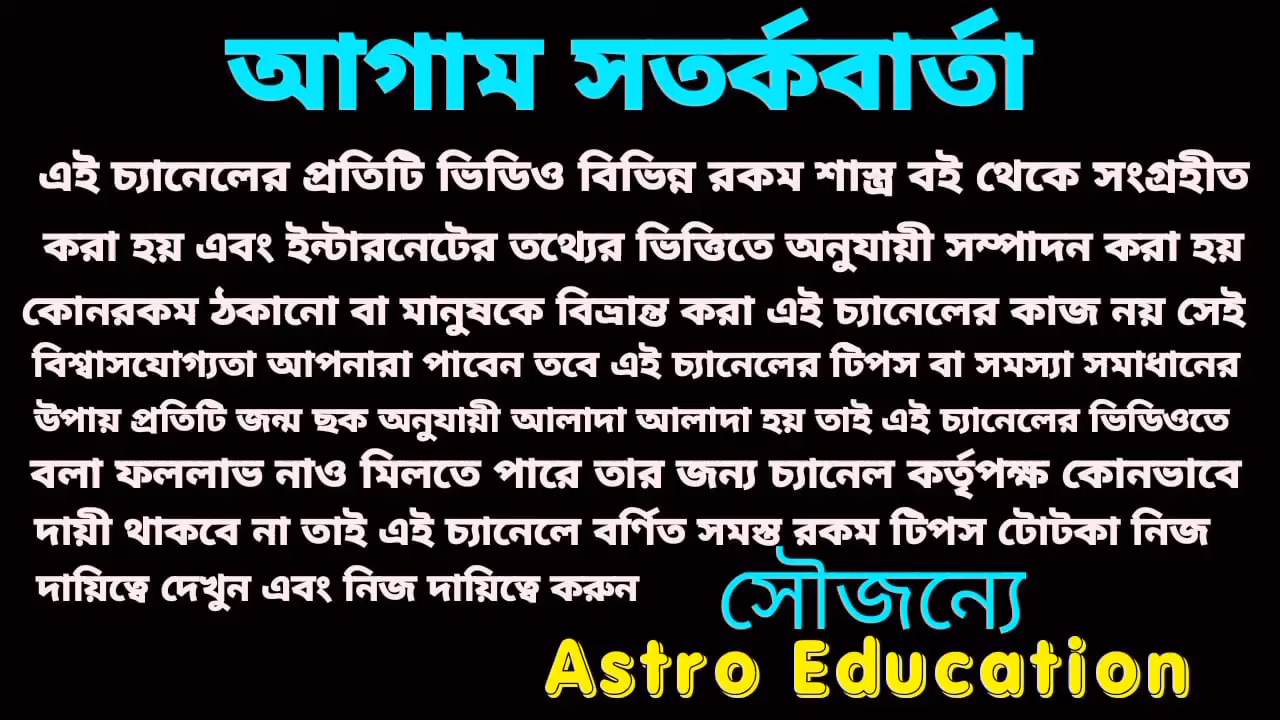 আগাম সতর্কবার্তা
এই চ্যানেলের প্রতিটি ভিডিও বিভিন্ন রকম শাস্ত্র বই থেকে সংগ্রহীত
করা হয় এবং ইন্টারনেটের তথ্যের ভিত্তিতে অনুযায়ী সম্পাদন করা হয়
কোনরকম ঠকানো বা মানুষকে বিভ্রান্ত করা এই চ্যানেলের কাজ নয় সেই
বিশ্বাসযোগ্যতা আপনারা পাবেন তবে এই চ্যানেলের টিপস বা সমস্যা সমাধানের
উপায় প্রতিটি জন্ম ছক অনুযায়ী আলাদা আলাদা হয় তাই এই চ্যানেলের ভিডিওতে
বলা ফললাভ নাও মিলতে পারে তার জন্য চ্যানেল কর্তৃপক্ষ কোনভাবে
দায়ী থাকবে না তাই এই চ্যানেলে বর্ণিত সমস্ত রকম টিপস টোটকা নিজ
দায়িত্বে দেখুন এবং নিজ দায়িত্বে করুন
সৌজন্যে
Astro Education